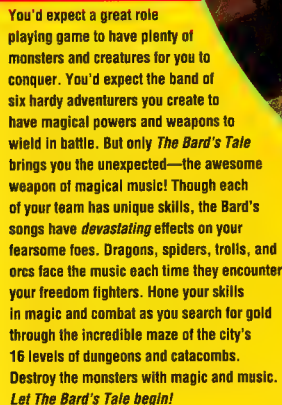 You'd expect a great role
playing game to have plenty of
monsters and creatures for you to
conquer. You'd expect the band of
six hardy adventurers you create to
have magical powers and weapons to
wield in battle. But only The Bard's Tale
brings you the unexpected—the awesome
weapon of magical music! Though each
of your team has unique skills, the Bard's
songs have devastating effects on your
fearsome foes. Dragons, spiders, trolls, and
orcs face the music each time they encounter
your freedom fighters. Hone your skills
in magic and combat as you search for gold
through the incredible maze of the city's
16 levels of dungeons and catacombs.
Destroy the monsters with magic and music.
Let The Bard's Tale begin!